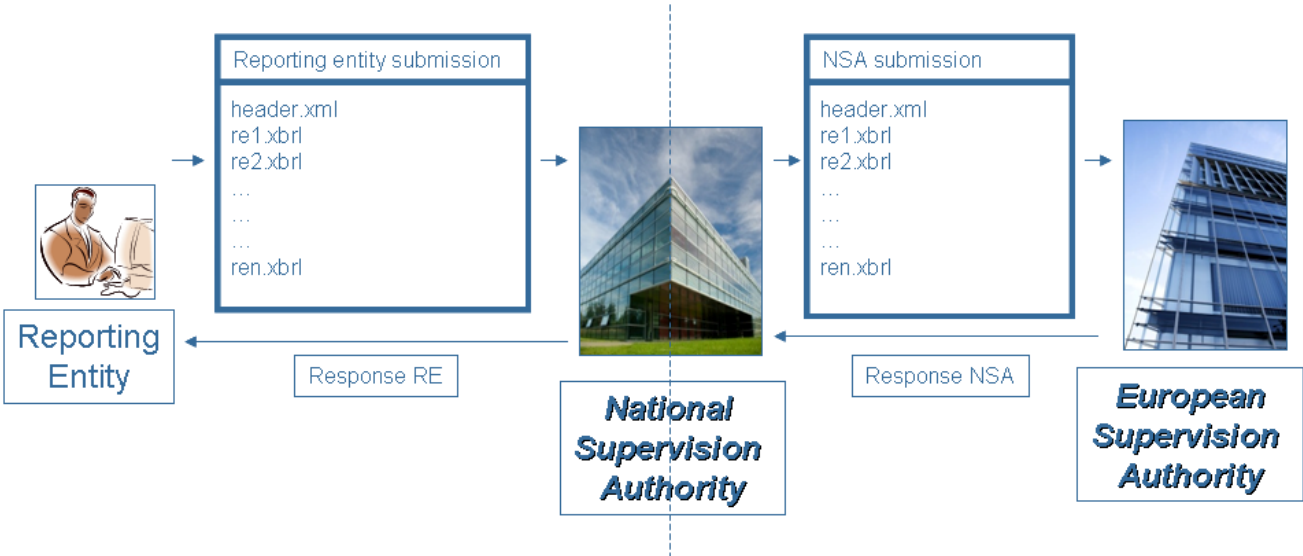 Reporting entity submission
header.xml
re1.xbrl
re2.xbrl
...
...
...
ren.xbrl
NSA submission
header.xml
re1.xbrl
re2.xbrl
...
...
...
ren.xbrl
Reporting
Entity
Response RE
National
Supervision
Authority
Response NSA
European
Supervision
Authority